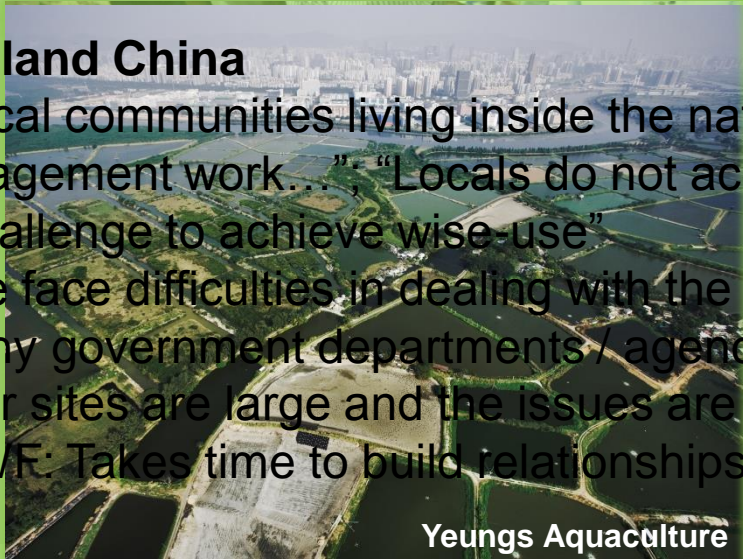 land China
cal communities living inside the nat
agement work…”; “Locals do not ac
allenge to achieve wise-use”
e face difficulties in dealing with the
ny government departments / agenc
r sites are large and the issues are
/F: Takes time to build relationships
Yeungs Aquaculture